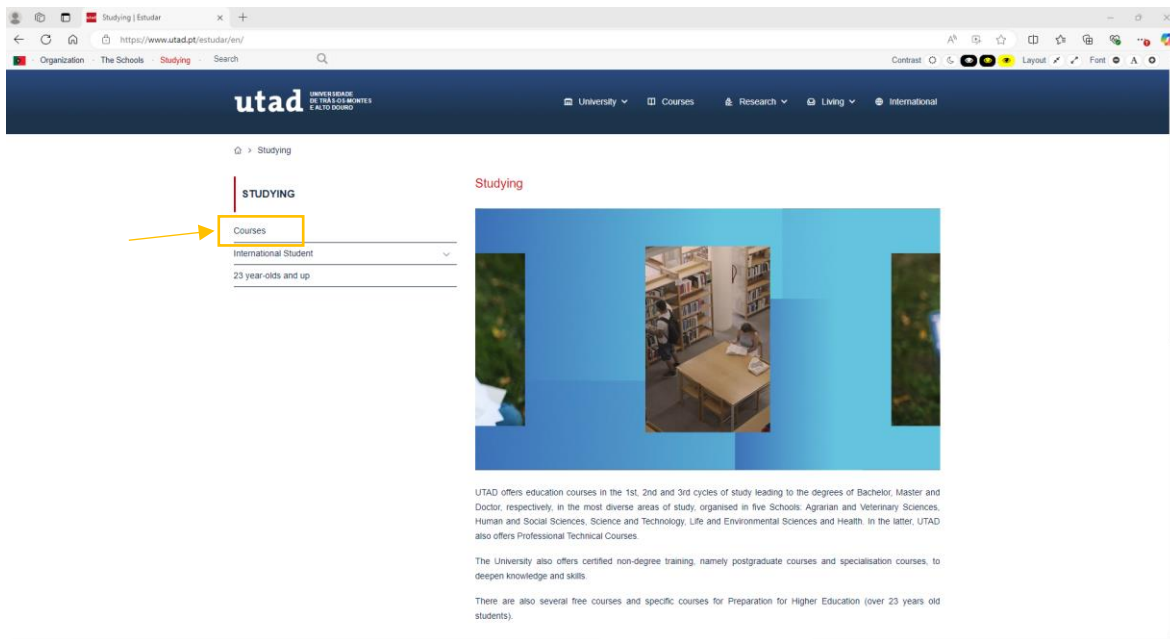 Studying | Estudar
https://www.utad.pt/estudar/en/
Organization · The Schools · Studying · Search
Contrast Layout Font A
utad UNIVERSIDADE
DE TRÁS-OS-MONTES
E ALTO DOURO
University Courses Research Living International
> Studying
STUDYING
Courses
International Student
23 year-olds and up
Studying
UTAD offers education courses in the 1st, 2nd and 3rd cycles of study leading to the degrees of Bachelor, Master and
Doctor, respectively, in the most diverse areas of study, organised in five Schools: Agrarian and Veterinary Sciences,
Human and Social Sciences, Science and Technology, Life and Environmental Sciences and Health. In the latter, UTAD
also offers Professional Technical Courses.
The University also offers certified non-degree training, namely postgraduate courses and specialisation courses, to
deepen knowledge and skills.
There are also several free courses and specific courses for Preparation for Higher Education (over 23 years old
students).